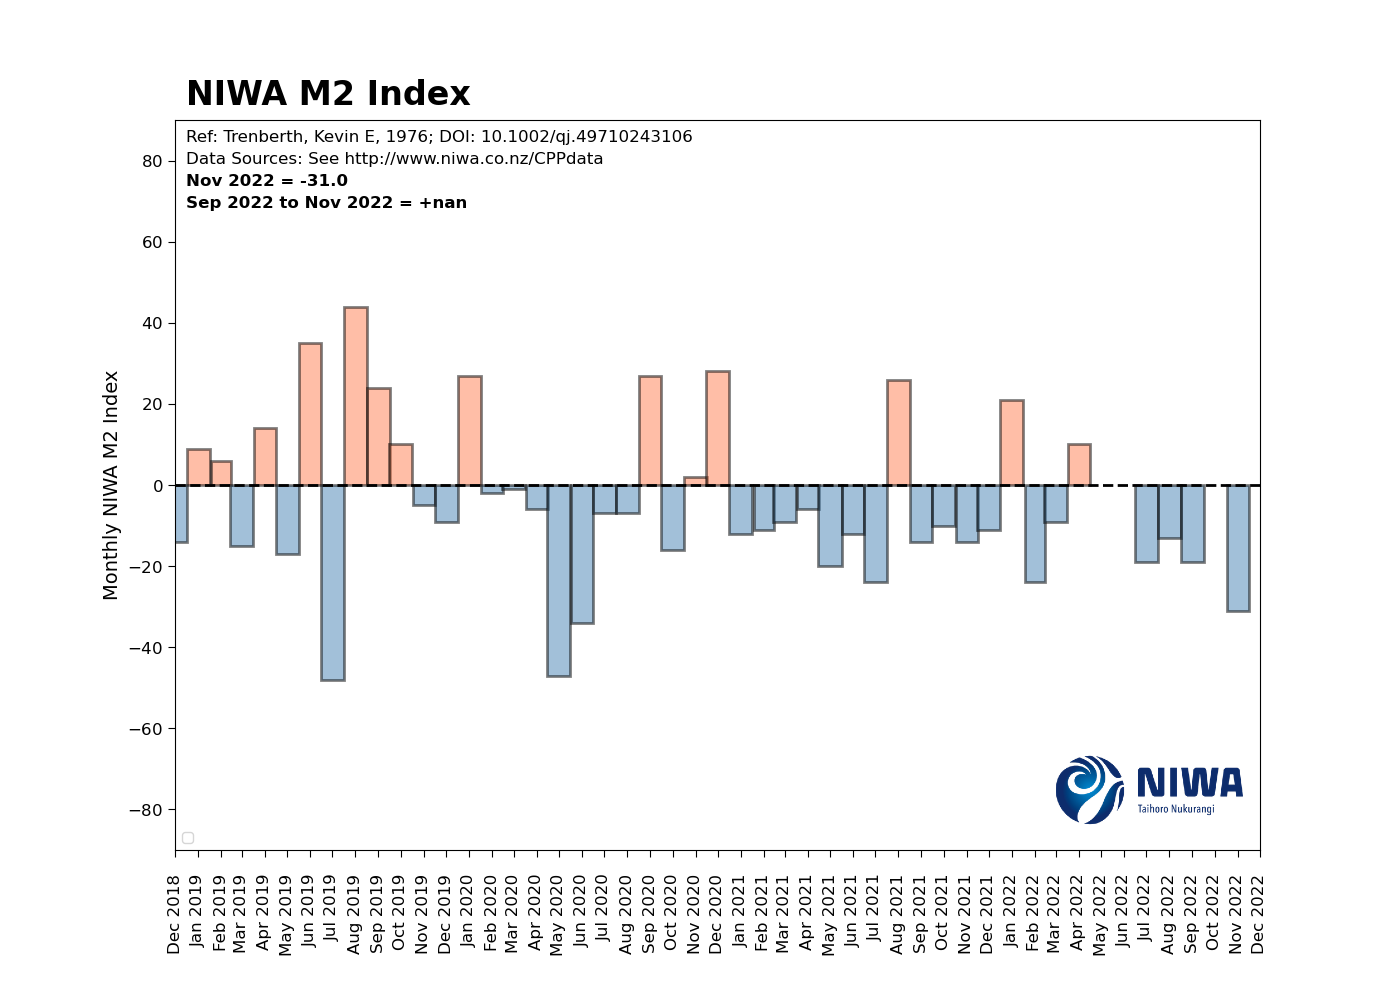 NIWA M2 Index
Ref: Trenberth, Kevin E, 1976; DOI: 10.1002/qj.49710243106
Data Sources: See http://www.niwa.co.nz/CPPdata
Nov 2022 = -31.0
Sep 2022 to Nov 2022 = +nan
Monthly NIWA M2 Index
80
60
40
20
0
−20
−40
−60
−80
NIWA
Taihoro Nukurangi
Dec 2018
Jan 2019
Feb 2019
Mar 2019
Apr 2019
May 2019
Jun 2019
Jul 2019
Aug 2019
Sep 2019
Oct 2019
Nov 2019
Dec 2019
Jan 2020
Feb 2020
Mar 2020
Apr 2020
May 2020
Jun 2020
Jul 2020
Aug 2020
Sep 2020
Oct 2020
Nov 2020
Dec 2020
Jan 2021
Feb 2021
Mar 2021
Apr 2021
May 2021
Jun 2021
Jul 2021
Aug 2021
Sep 2021
Oct 2021
Nov 2021
Dec 2021
Jan 2022
Feb 2022
Mar 2022
Apr 2022
May 2022
Jun 2022
Jul 2022
Aug 2022
Sep 2022
Oct 2022
Nov 2022
Dec 2022